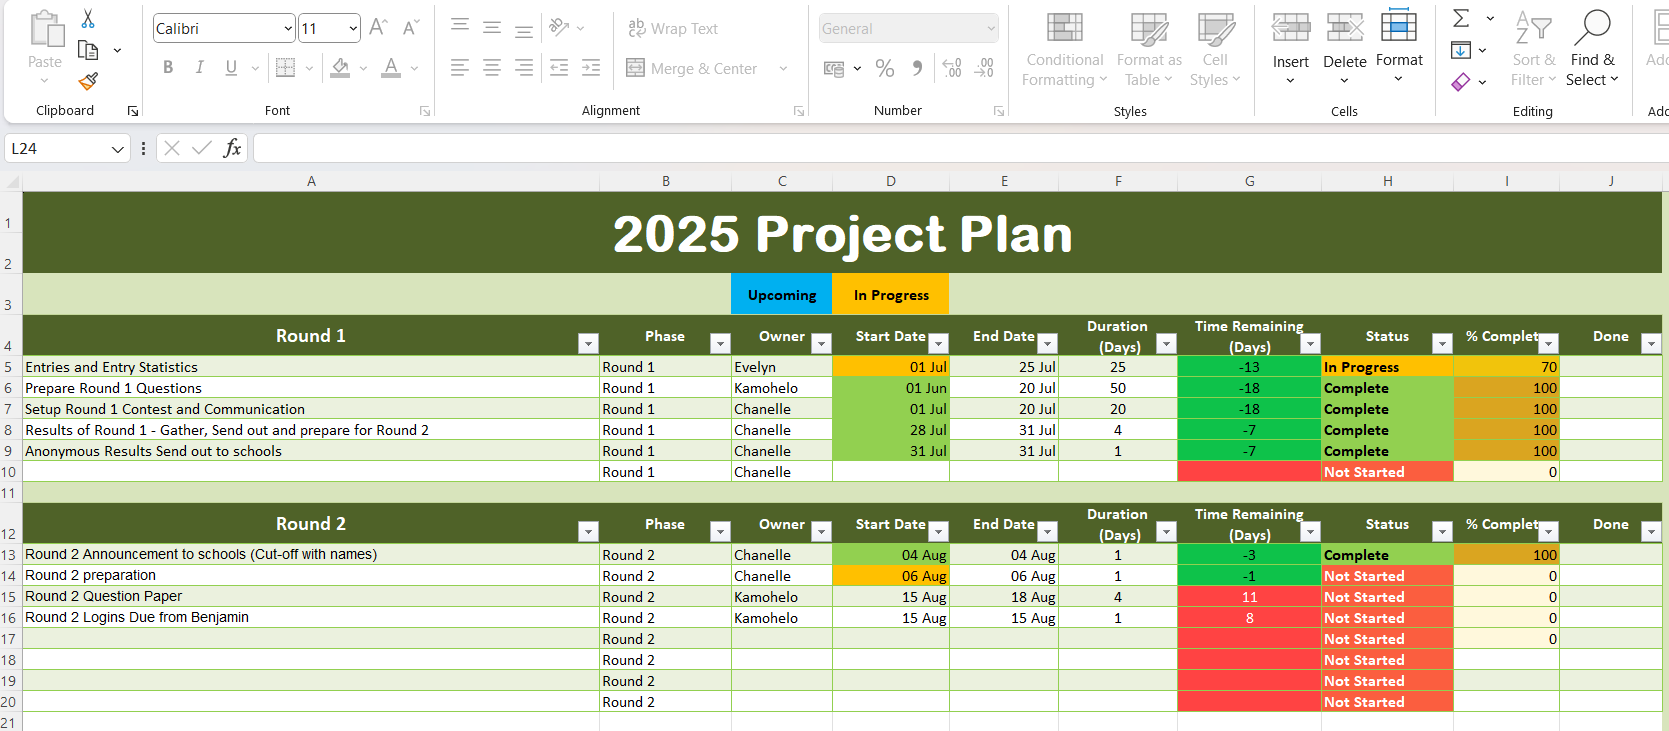 Calibri 11 ab Wrap Text General
Paste B I U Merge & Center % Conditional Formatting Format as Table Cell Styles Insert Delete Format Sort & Filter Find & Select
Clipboard Font Alignment Number Styles Cells Editing
L24 fx
A B C D E F G H I J
1 2025 Project Plan
2
3 Upcoming In Progress
4 Round 1 Phase Owner Start Date End Date Duration (Days) Time Remaining (Days) Status % Complet Done
5 Entries and Entry Statistics Round 1 Evelyn 01 Jul 25 Jul 25 -13 In Progress 70
6 Prepare Round 1 Questions Round 1 Kamohelo 01 Jun 20 Jul 50 -18 Complete 100
7 Setup Round 1 Contest and Communication Round 1 Chanelle 01 Jul 20 Jul 20 -18 Complete 100
8 Results of Round 1 - Gather, Send out and prepare for Round 2 Round 1 Chanelle 28 Jul 31 Jul 4 -7 Complete 100
9 Anonymous Results Send out to schools Round 1 Chanelle 31 Jul 31 Jul 1 -7 Complete 100
10 Round 1 Chanelle Not Started 0
11
12 Round 2 Phase Owner Start Date End Date Duration (Days) Time Remaining (Days) Status % Complet Done
13 Round 2 Announcement to schools (Cut-off with names) Round 2 Chanelle 04 Aug 04 Aug 1 -3 Complete 100
14 Round 2 preparation Round 2 Chanelle 06 Aug 06 Aug 1 -1 Not Started 0
15 Round 2 Question Paper Round 2 Kamohelo 15 Aug 18 Aug 4 11 Not Started 0
16 Round 2 Logins Due from Benjamin Round 2 Kamohelo 15 Aug 15 Aug 1 8 Not Started 0
17 Round 2 Not Started 0
18 Round 2 Not Started
19 Round 2 Not Started
20 Round 2 Not Started
21